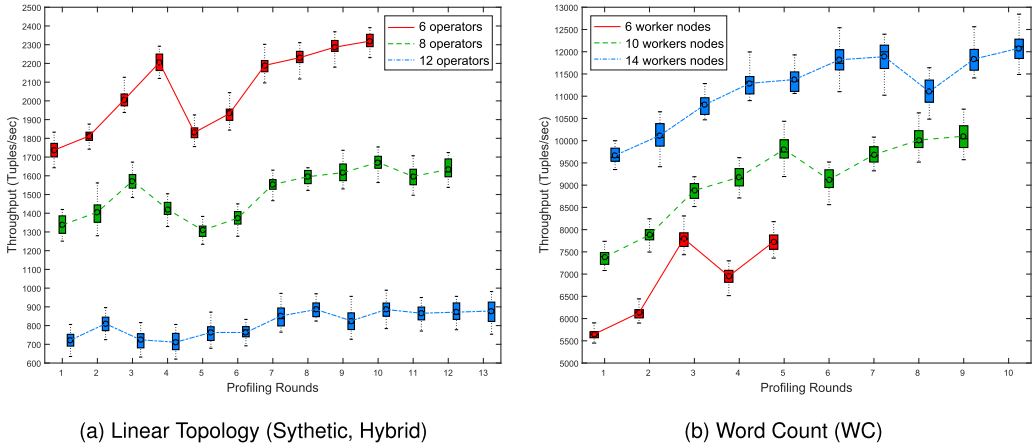 2500
2400
2300
2200
2100
2000
1900
1800
1700
1600
1500
1400
1300
1200
1100
1000
900
800
700
600
Throughput (Tuples/sec)
6 operators
8 operators
12 operators
1 2 3 4 5 6 7 8 9 10 11 12 13
Profiling Rounds
(a) Linear Topology (Sythetic, Hybrid)
13000
12500
12000
11500
11000
10500
10000
9500
9000
8500
8000
7500
7000
6500
6000
5500
5000
Throughput (Tuples/sec)
6 worker nodes
10 workers nodes
14 workers nodes
1 2 3 4 5 6 7 8 9 10
Profiling Rounds
(b) Word Count (WC)